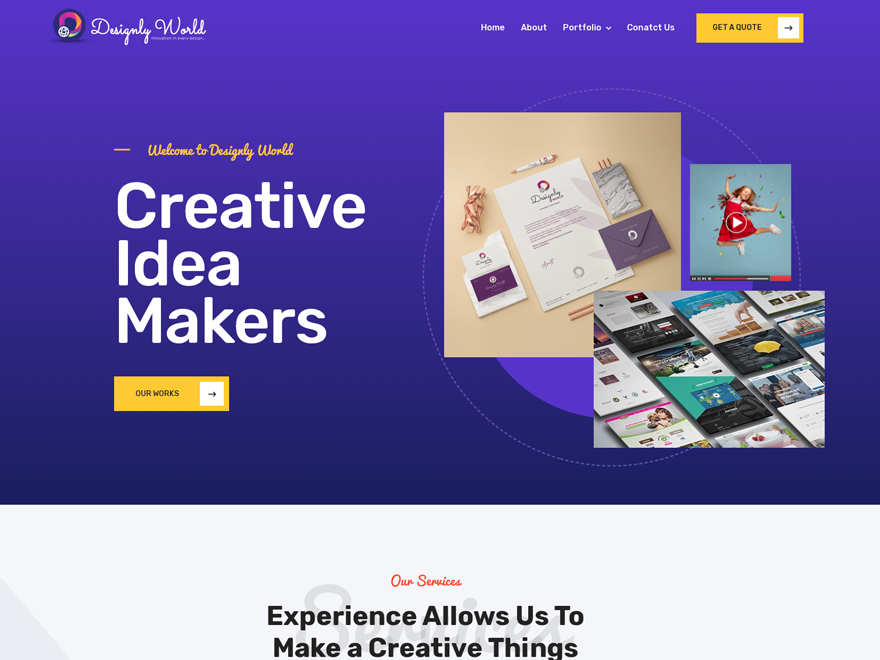 Designly World
Innovation in every design...
Home
About
Portfolio
Conatct Us
GET A QUOTE
Welcome to Designly World
Creative
Idea
Makers
OUR WORKS
Designly
Our Services
Services
Experience Allows Us To
Make a Creative Things